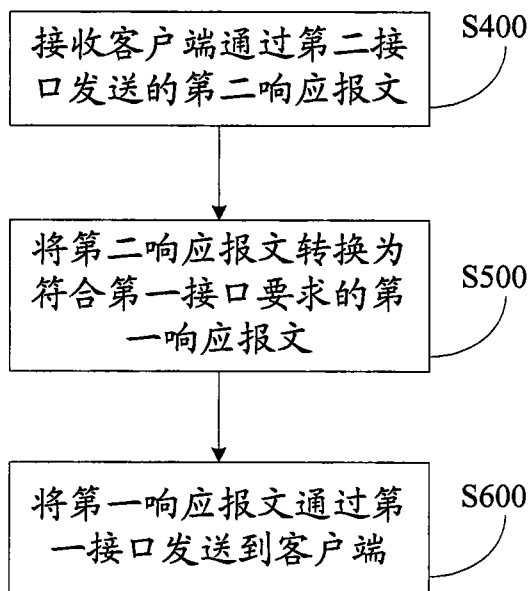 接收客户端通过第二接
口发送的第二响应报文
S400
将第二响应报文转换为
符合第一接口要求的第
一响应报文
S500
将第一响应报文通过第
一接口发送到客户端
S600